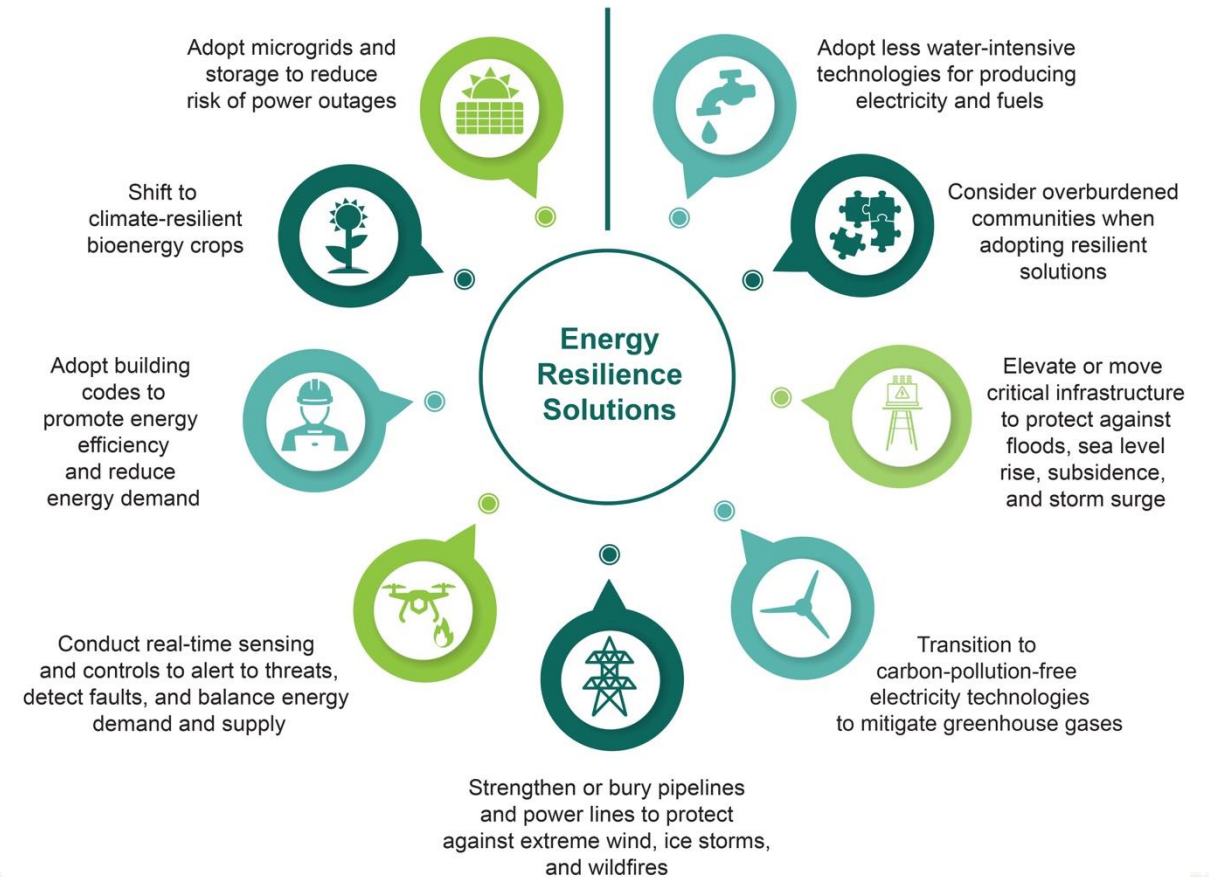 Adopt microgrids and
storage to reduce
risk of power outages
Adopt less water-intensive
technologies for producing
electricity and fuels
Shift to
climate-resilient
bioenergy crops
Consider overburdened
communities when
adopting resilient
solutions
Energy
Resilience
Solutions
Adopt building
codes to
promote energy
efficiency
and reduce
energy demand
Elevate or move
critical infrastructure
to protect against
floods, sea level
rise, subsidence,
and storm surge
Conduct real-time sensing
and controls to alert to threats,
detect faults, and balance energy
demand and supply
Transition to
carbon-pollution-free
electricity technologies
to mitigate greenhouse gases
Strengthen or bury pipelines
and power lines to protect
against extreme wind, ice storms,
and wildfires